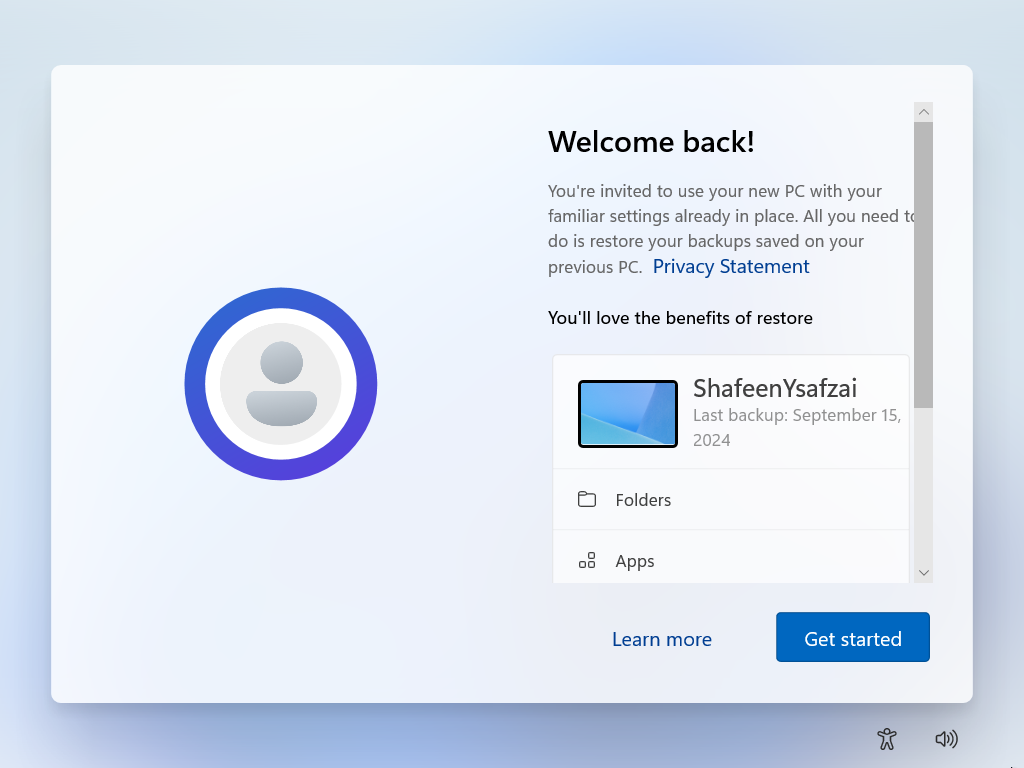 Welcome back!
You're invited to use your new PC with your
familiar settings already in place. All you need to
do is restore your backups saved on your
previous PC. Privacy Statement
You'll love the benefits of restore
ShafeenYsafzai
Last backup: September 15,
2024
Folders
Apps
Learn more
Get started